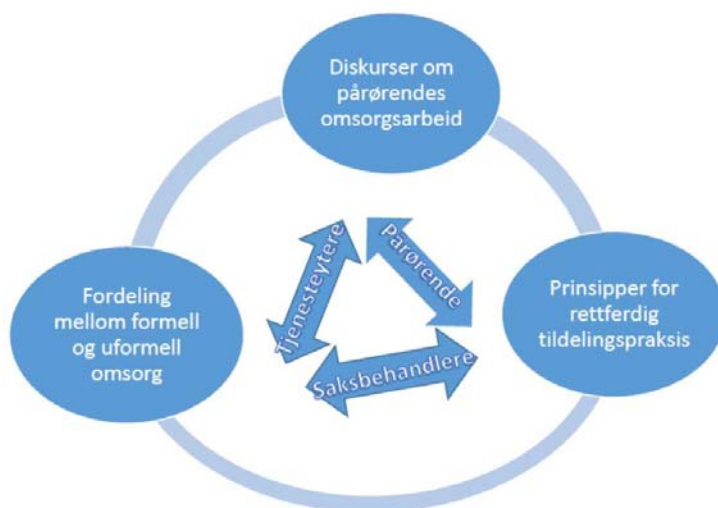 Diskurser om
pårørendes
omsorgsarbeid
Tjenesteytere
Pårørende
Fordeling
mellom formell
og uformell
omsorg
Prinsipper for
rettferdig
tildelingspraksis
Saksbehandlere